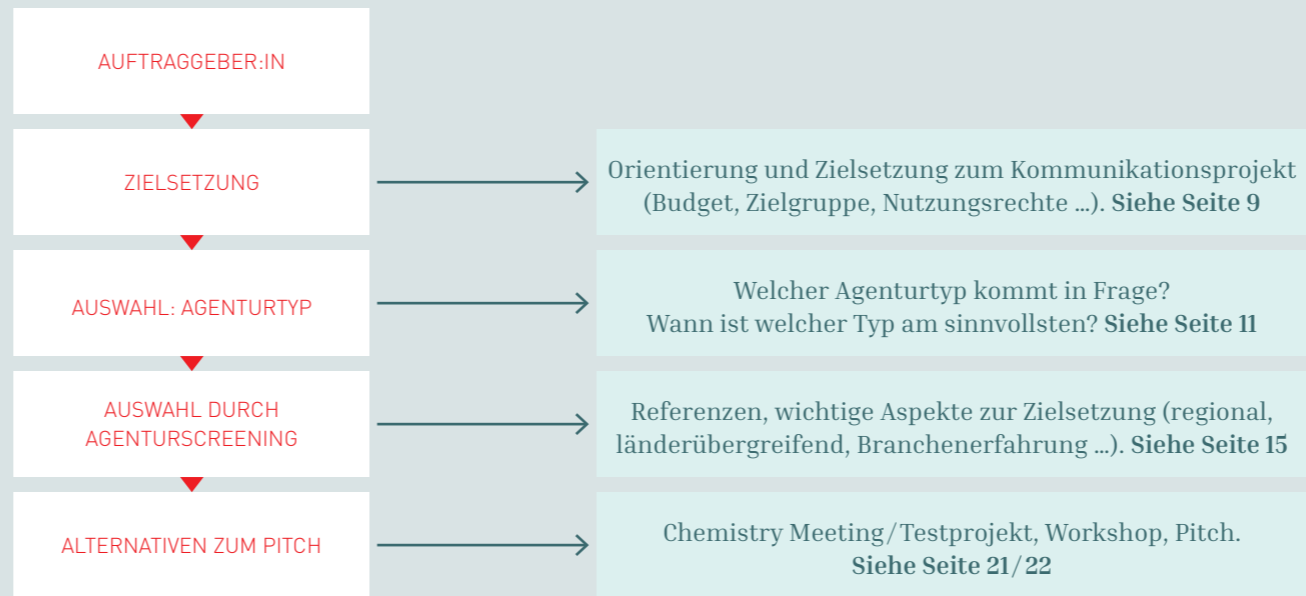 AUFTRAGGEBER:IN
ZIELSETZUNG
Orientierung und Zielsetzung zum Kommunikationsprojekt
(Budget, Zielgruppe, Nutzungsrechte ...). Siehe Seite 9
AUSWAHL: AGENTURTYP
Welcher Agenturtyp kommt in Frage?
Wann ist welcher Typ am sinnvollsten? Siehe Seite 11
AUSWAHL DURCH
AGENTURSCREENING
Referenzen, wichtige Aspekte zur Zielsetzung (regional,
länderübergreifend, Branchenerfahrung ...). Siehe Seite 15
ALTERNATIVEN ZUM PITCH
Chemistry Meeting/Testprojekt, Workshop, Pitch.
Siehe Seite 21/22